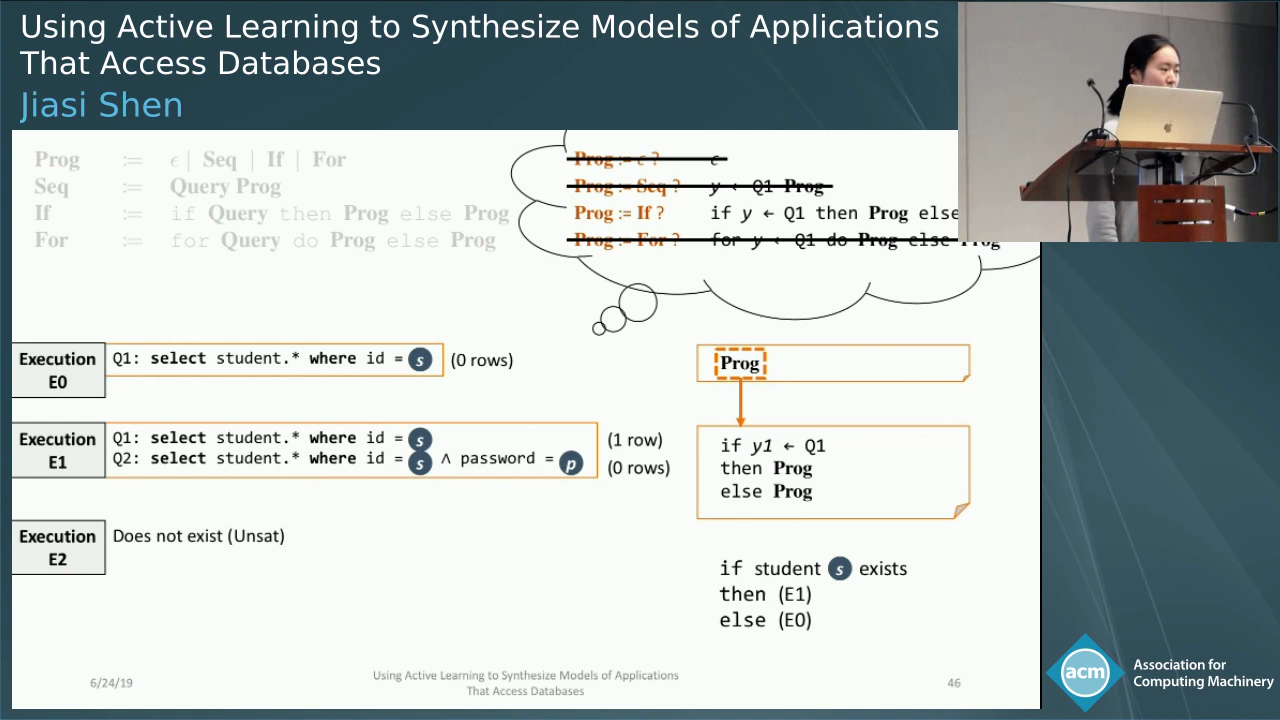 Using Active Learning to Synthesize Models of Applications
That Access Databases
Jiasi Shen
Prog := ϵ | Seq | If | For
Seq := Query Prog
If := if Query then Prog else Prog
For := for Query do Prog else Prog
Prog := ϵ ? ϵ
Prog := Seq ? y ← Q1 Prog
Prog := If ? if y ← Q1 then Prog else
Prog := For ? for y ← Q1 do Prog else Prog
Execution E0
Q1: select student.* where id = s (0 rows)
Execution E1
Q1: select student.* where id = s (1 row)
Q2: select student.* where id = s ∧ password = p (0 rows)
Execution E2
Does not exist (Unsat)
Prog
if y1 ← Q1
then Prog
else Prog
if student s exists
then (E1)
else (E0)
6/24/19
Using Active Learning to Synthesize Models of Applications
That Access Databases
46
acm
Association for
Computing Machinery